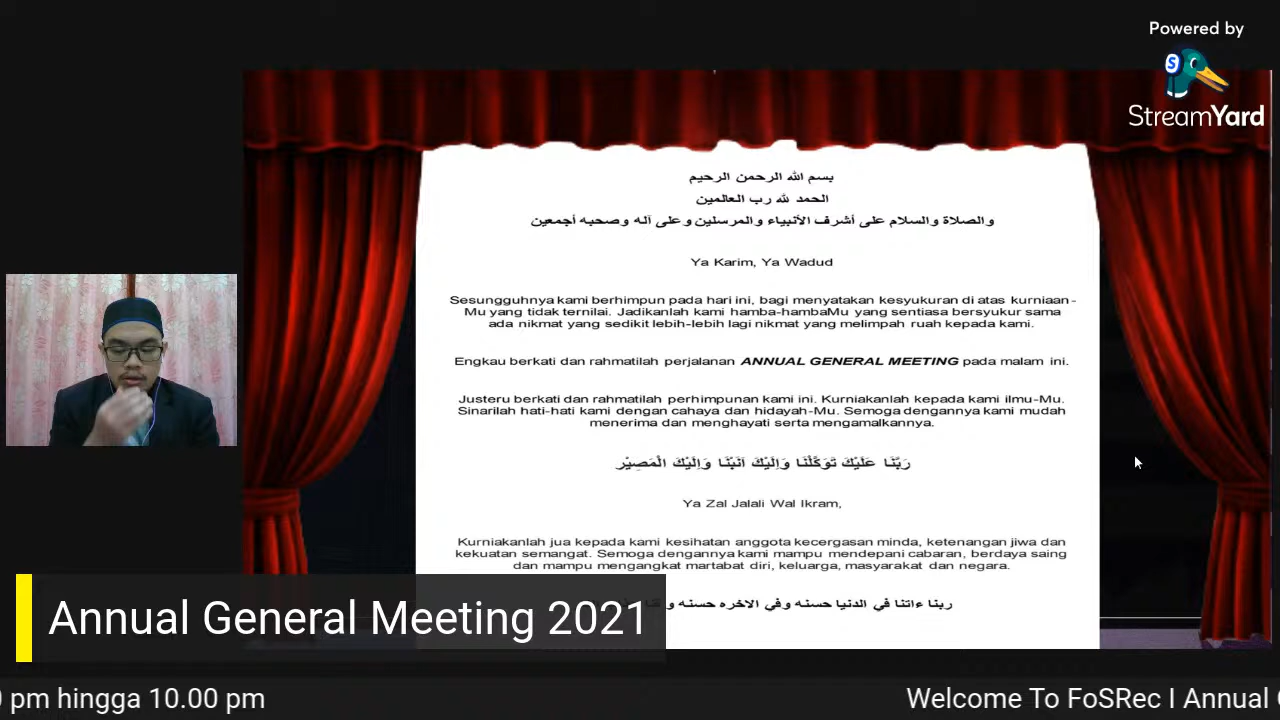 Powered by
StreamYard
بسم الله الرحمن الرحيم
الحمد لله رب العالمين
والصلاة والسلام على أشرف الأنبياء والمرسلين وعلى آله وصحبه أجمعين
Ya Karim, Ya Wadud
Sesungguhnya kami berhimpun pada hari ini, bagi menyatakan kesyukuran di atas kurniaan-
Mu yang tidak ternilai. Jadikanlah kami hamba-hambaMu yang sentiasa bersyukur sama
ada nikmat yang sedikit lebih-lebih lagi nikmat yang melimpah ruah kepada kami.
Engkau berkati dan rahmatilah perjalanan ANNUAL GENERAL MEETING pada malam ini.
Justeru berkati dan rahmatilah perhimpunan kami ini. Kurniakanlah kepada kami ilmu-Mu.
Sinarilah hati-hati kami dengan cahaya dan hidayah-Mu. Semoga dengannya kami mudah
menerima dan menghayati serta mengamalkannya.
رَبَّنَا عَلَيْكَ تَوَكَّلْنَا وَاِلَيْكَ اَنَبْنَا وَاِلَيْكَ الْمَصِيْر
Ya Zal Jalali Wal Ikram,
Kurniakanlah jua kepada kami kesihatan anggota kecergasan minda, ketenangan jiwa dan
kekuatan semangat. Semoga dengannya kami mampu mendepani cabaran, berdaya saing
dan mampu mengangkat martabat diri, keluarga, masyarakat dan negara.
ربنا ءاتنا في الدنيا حسنه وفي الاخره حسنه و
Annual General Meeting 2021
0 pm hingga 10.00 pm
Welcome To FoSRec I Annual